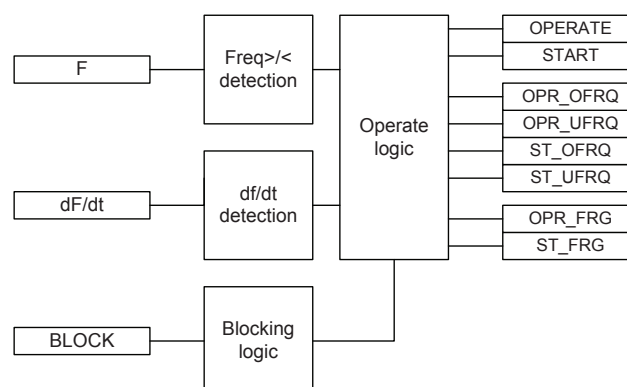 F
Freq>/<
detection
dF/dt
df/dt
detection
BLOCK
Blocking
logic
Operate
logic
OPERATE
START
OPR_OFRQ
OPR_UFRQ
ST_OFRQ
ST_UFRQ
OPR_FRG
ST_FRG